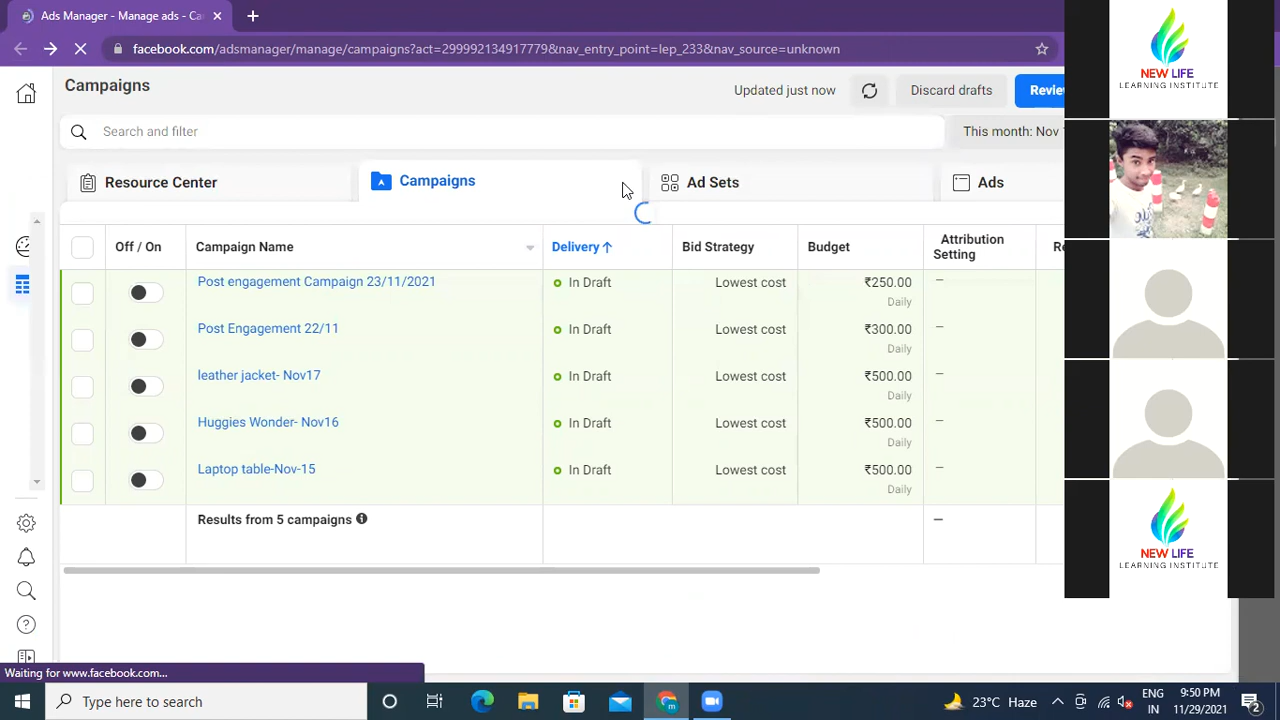 Ads Manager - Manage ads - Ca
facebook.com/adsmanager/manage/campaigns?act=299992134917779&nav_entry_point=lep_233&nav_source=unknown
Campaigns
Updated just now
Discard drafts
Review
Search and filter
This month: Nov
Resource Center
Campaigns
Ad Sets
Ads
Off / On
Campaign Name
Delivery ↑
Bid Strategy
Budget
Attribution Setting
Post engagement Campaign 23/11/2021
In Draft
Lowest cost
₹250.00
Daily
—
Post Engagement 22/11
In Draft
Lowest cost
₹300.00
Daily
—
leather jacket- Nov17
In Draft
Lowest cost
₹500.00
Daily
—
Huggies Wonder- Nov16
In Draft
Lowest cost
₹500.00
Daily
—
Laptop table-Nov-15
In Draft
Lowest cost
₹500.00
Daily
—
Results from 5 campaigns
—
Waiting for www.facebook.com...
Type here to search
23°C Haze
ENG
IN
9:50 PM
11/29/2021
2
NEW LIFE
LEARNING INSTITUTE
NEW LIFE
LEARNING INSTITUTE